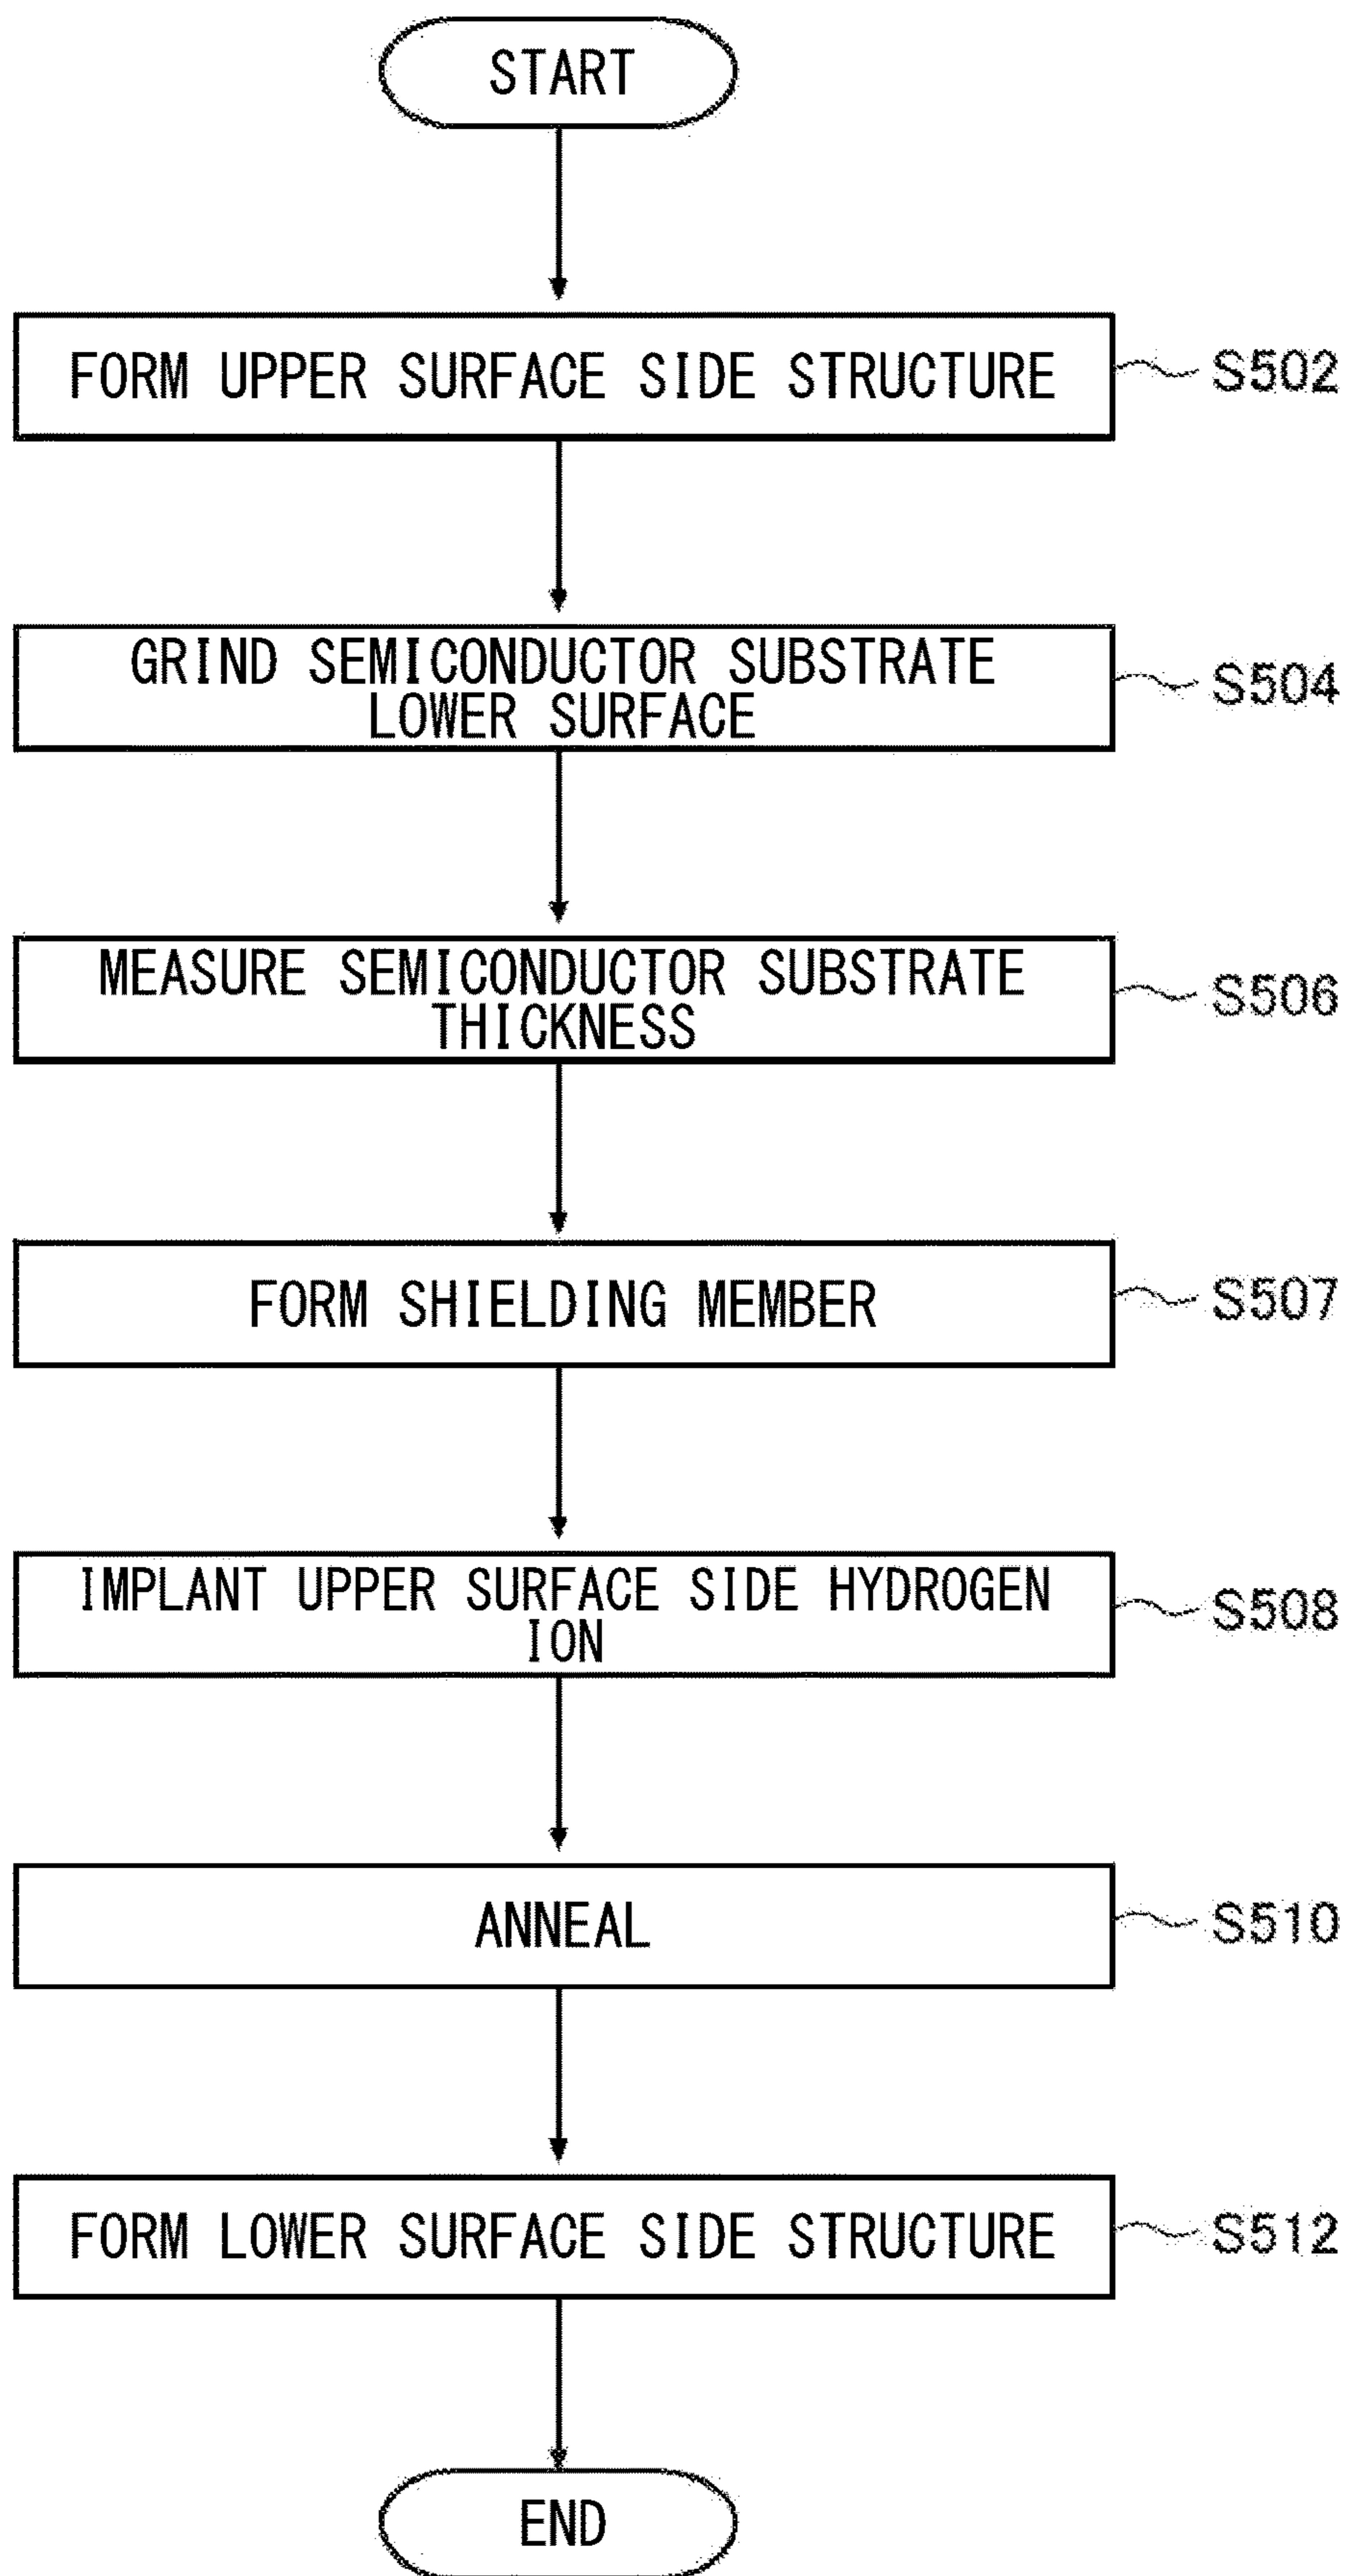 START
FORM UPPER SURFACE SIDE STRUCTURE
S502
GRIND SEMICONDUCTOR SUBSTRATE
LOWER SURFACE
S504
MEASURE SEMICONDUCTOR SUBSTRATE
THICKNESS
S506
FORM SHIELDING MEMBER
S507
IMPLANT UPPER SURFACE SIDE HYDROGEN
ION
S508
ANNEAL
S510
FORM LOWER SURFACE SIDE STRUCTURE
S512
END